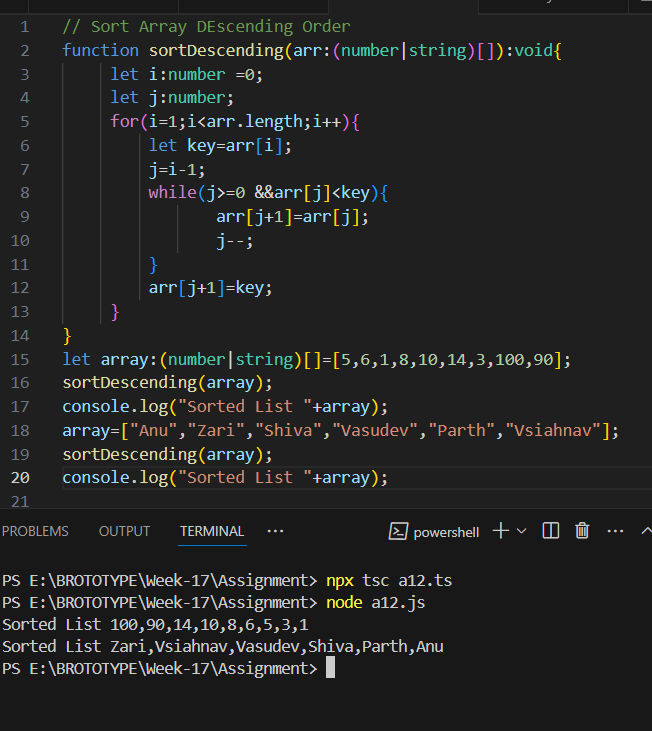 1 // Sort Array DEscending Order
2 function sortDescending(arr:(number|string)[]):void{
3     let i:number =0;
4     let j:number;
5     for(i=1;i<arr.length;i++){
6         let key=arr[i];
7         j=i-1;
8         while(j>=0 &&arr[j]<key){
9                arr[j+1]=arr[j];
10                j--;
11         }
12         arr[j+1]=key;
13     }
14 }
15 let array:(number|string)[]=[5,6,1,8,10,14,3,100,90];
16 sortDescending(array);
17 console.log("Sorted List "+array);
18 array=["Anu","Zari","Shiva","Vasudev","Parth","Vsiahnav"];
19 sortDescending(array);
20 console.log("Sorted List "+array);
21
PROBLEMS OUTPUT TERMINAL ··· powershell ···
PS E:\BROTOTYPE\Week-17\Assignment> npx tsc a12.ts
PS E:\BROTOTYPE\Week-17\Assignment> node a12.js
Sorted List 100,90,14,10,8,6,5,3,1
Sorted List Zari,Vsiahnav,Vasudev,Shiva,Parth,Anu
PS E:\BROTOTYPE\Week-17\Assignment>